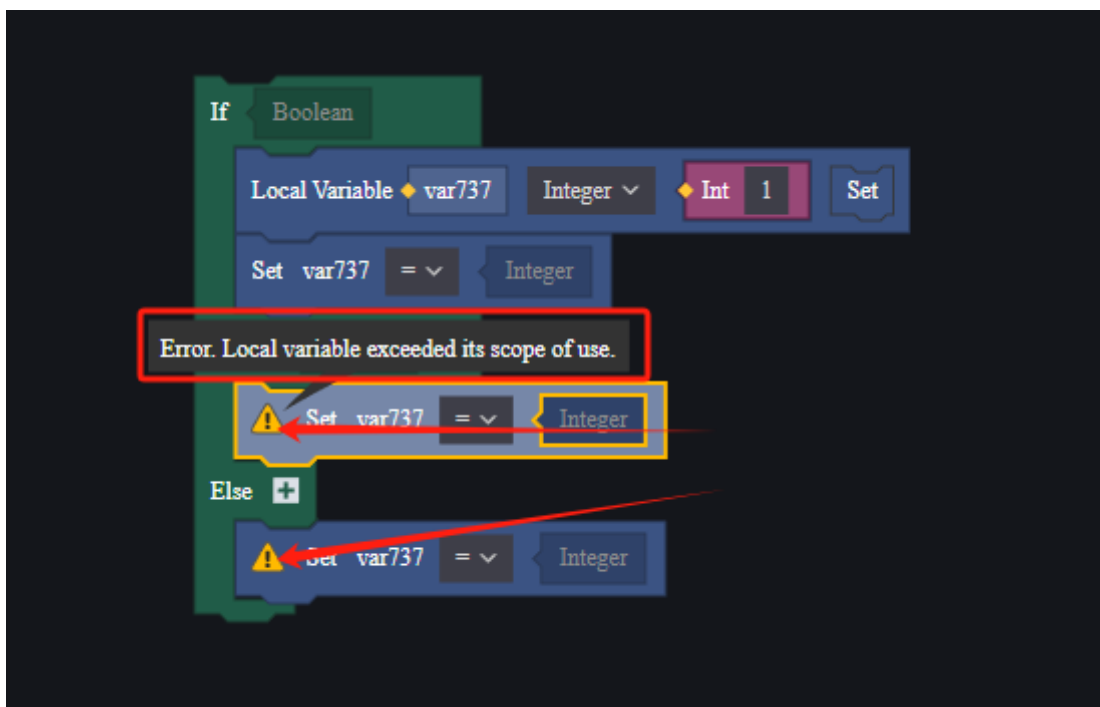 If Boolean
Local Variable var737 Integer Int 1 Set
Set var737 = Integer
Error. Local variable exceeded its scope of use.
Set var737 = Integer
Else
Set var737 = Integer